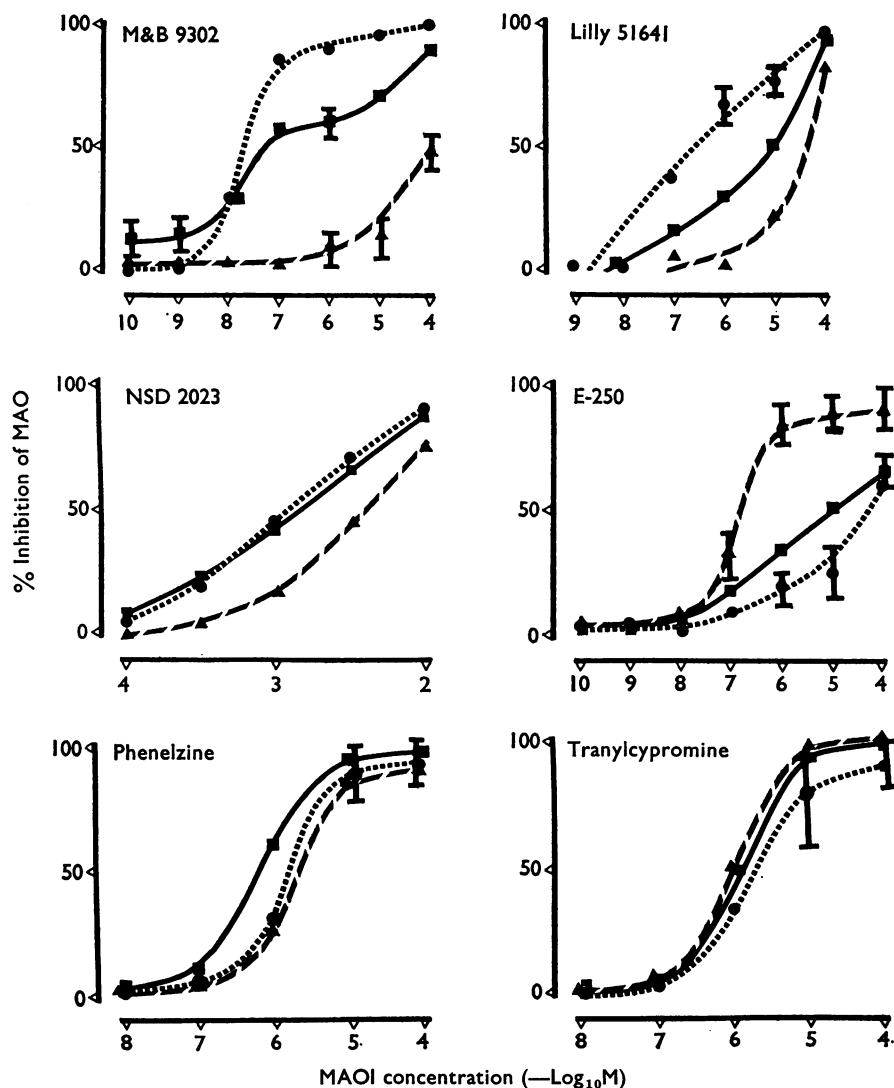 100
M&B 9302
50
0
10 9 8 7 6 5 4
100
Lilly 51641
50
0
9 8 7 6 5 4
% Inhibition of MAO
100
NSD 2023
50
0
4 3 2
100
E-250
50
0
10 9 8 7 6 5 4
100
Phenelzine
50
0
8 7 6 5 4
100
Tranylcypromine
50
0
8 7 6 5 4
MAOI concentration (—Log₁₀M)